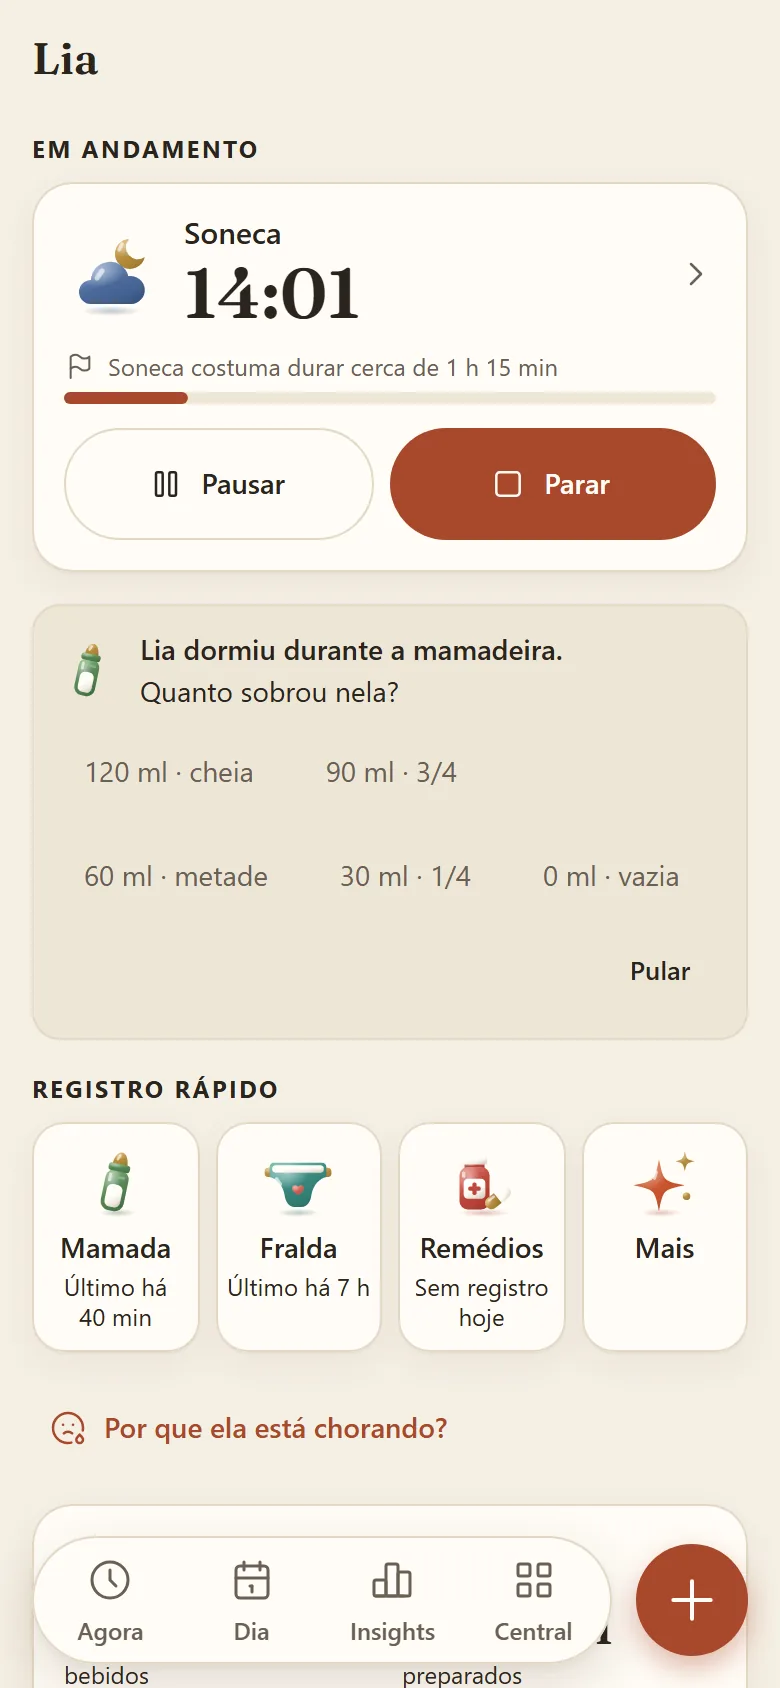 Lia
EM ANDAMENTO
Soneca
14:01
Soneca costuma durar cerca de 1 h 15 min
Pausar
Parar
Lia dormiu durante a mamadeira.
Quanto sobrou nela?
120 ml · cheia
90 ml · 3/4
60 ml · metade
30 ml · 1/4
0 ml · vazia
Pular
REGISTRO RÁPIDO
Mamada
Último há
40 min
Fralda
Último há 7 h
Remédios
Sem registro
hoje
Mais
Por que ela está chorando?
Agora
Dia
Insights
Central
bebidos
preparados